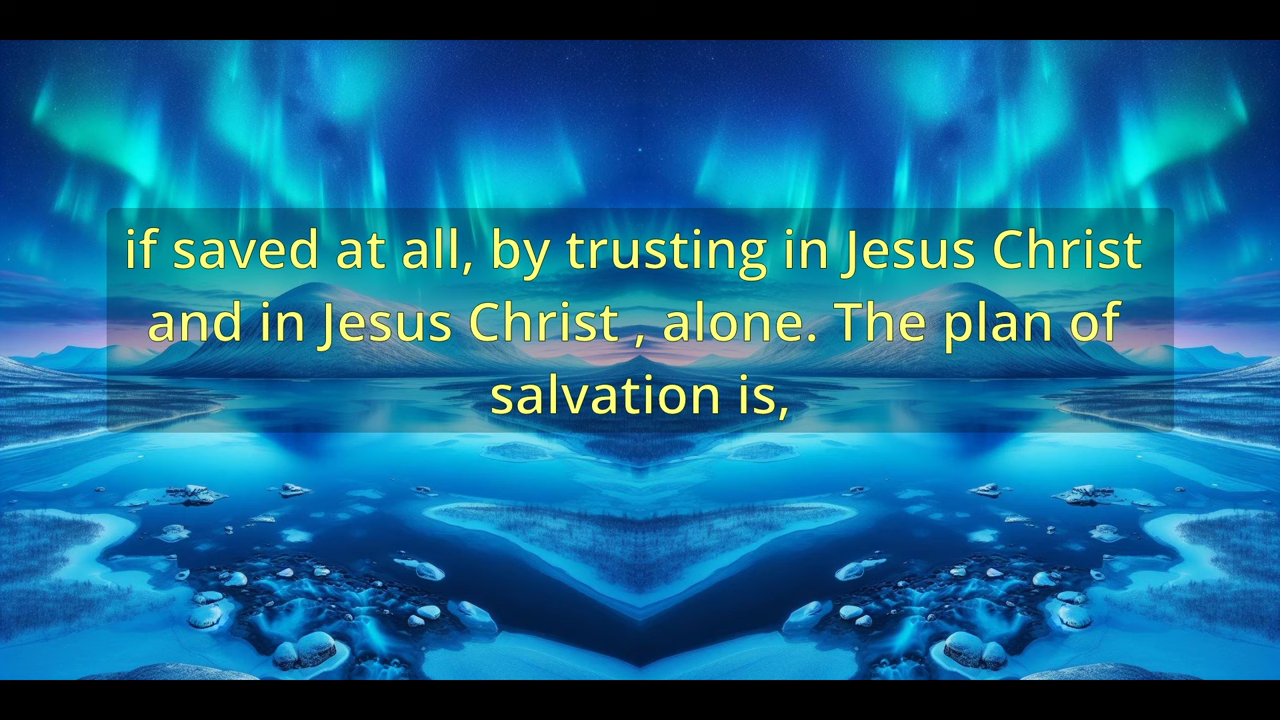 if saved at all, by trusting in Jesus Christ
and in Jesus Christ , alone. The plan of
salvation is,